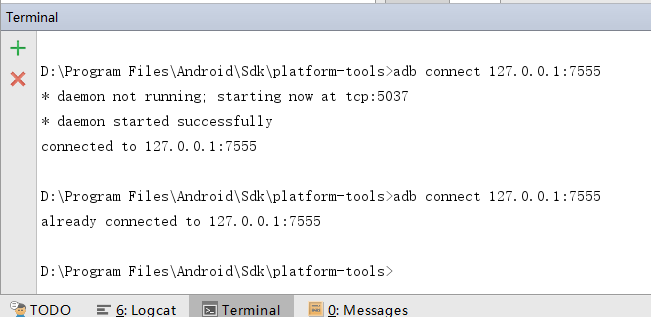 Terminal
D:\Program Files\Android\Sdk\platform-tools>adb connect 127.0.0.1:7555
* daemon not running; starting now at tcp:5037
* daemon started successfully
connected to 127.0.0.1:7555
D:\Program Files\Android\Sdk\platform-tools>adb connect 127.0.0.1:7555
already connected to 127.0.0.1:7555
D:\Program Files\Android\Sdk\platform-tools>
TODO 6: Logcat Terminal 0: Messages